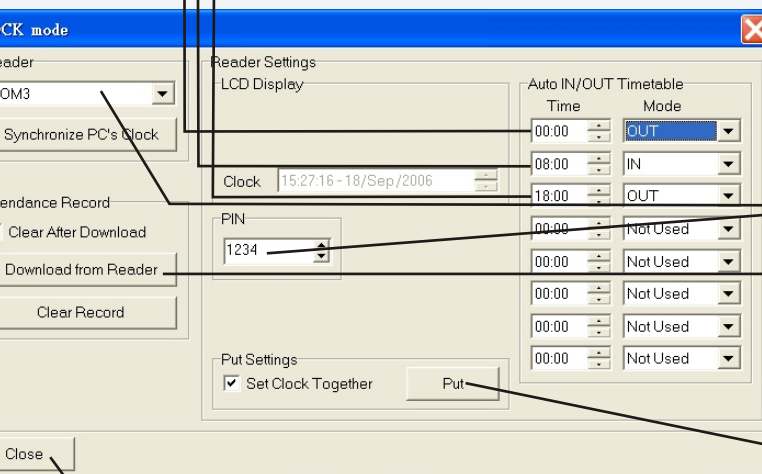 CK mode
eader
OM3
Synchronize PC's Clock
endance Record
Clear After Download
Download from Reader
Clear Record
Close
Reader Settings
LCD Display
Clock 15:27:16 - 18/Sep/2006
PIN
1234
Put Settings
Set Clock Together
Put
Auto IN/OUT Timetable
Time Mode
00:00 OUT
08:00 IN
18:00 OUT
00:00 Not Used
00:00 Not Used
00:00 Not Used
00:00 Not Used
00:00 Not Used